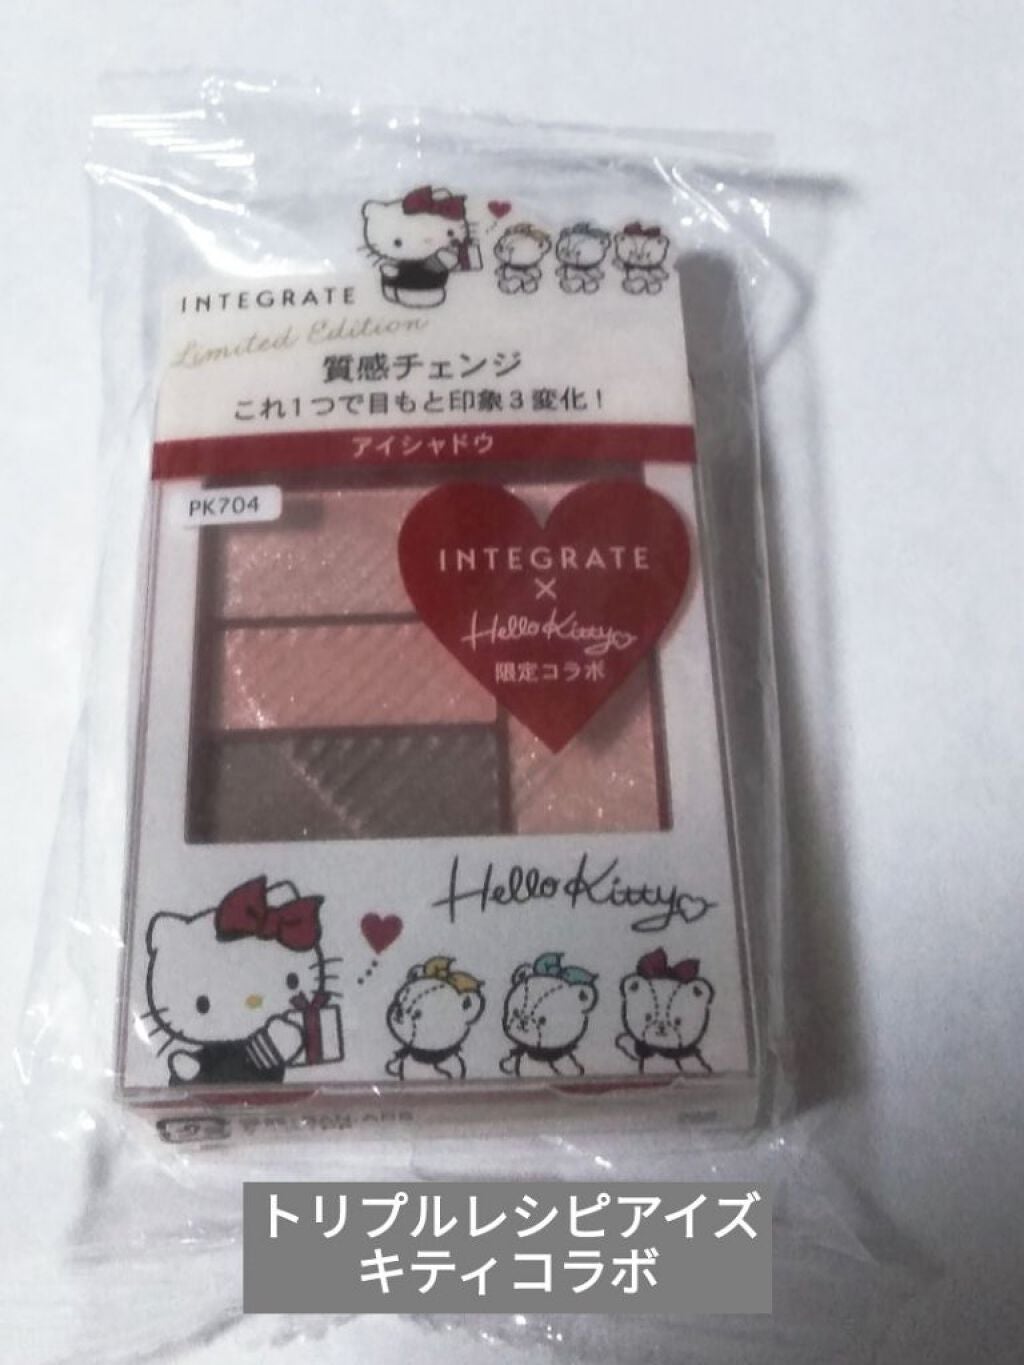 INTEGRATE
Limited Edition
質感チェンジ
これ1つで目もと印象3変化!
アイシャドウ
PK704
INTEGRATE
×
Hello Kitty
限定コラボ
Hello Kitty
トリプルレシピアイズ
キティコラボ